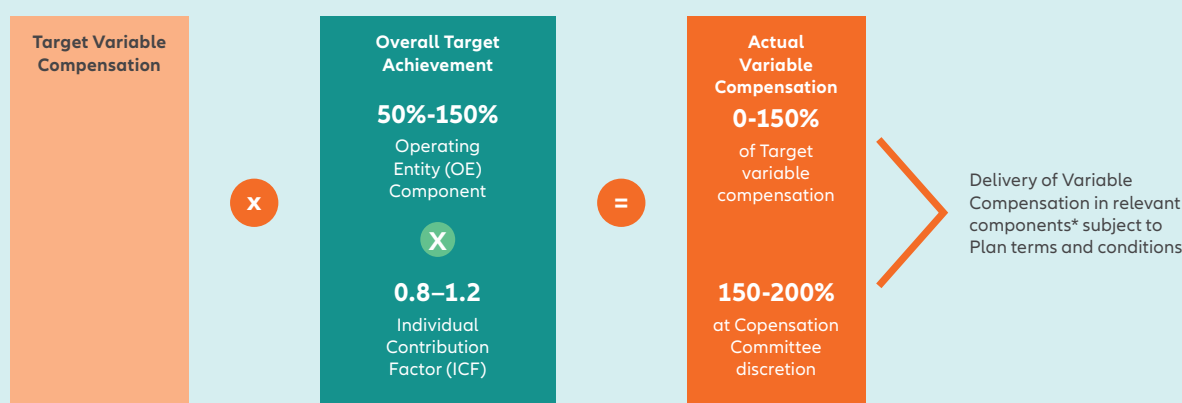 Target Variable
Compensation
x
Overall Target
Achievement
50%-150%
Operating
Entity (OE)
Component
X
0.8–1.2
Individual
Contribution
Factor (ICF)
=
Actual
Variable
Compensation
0-150%
of Target
variable
compensation
150-200%
at Copensation
Committee
discretion
Delivery of Variable
Compensation in relevant
components* subject to
Plan terms and conditions